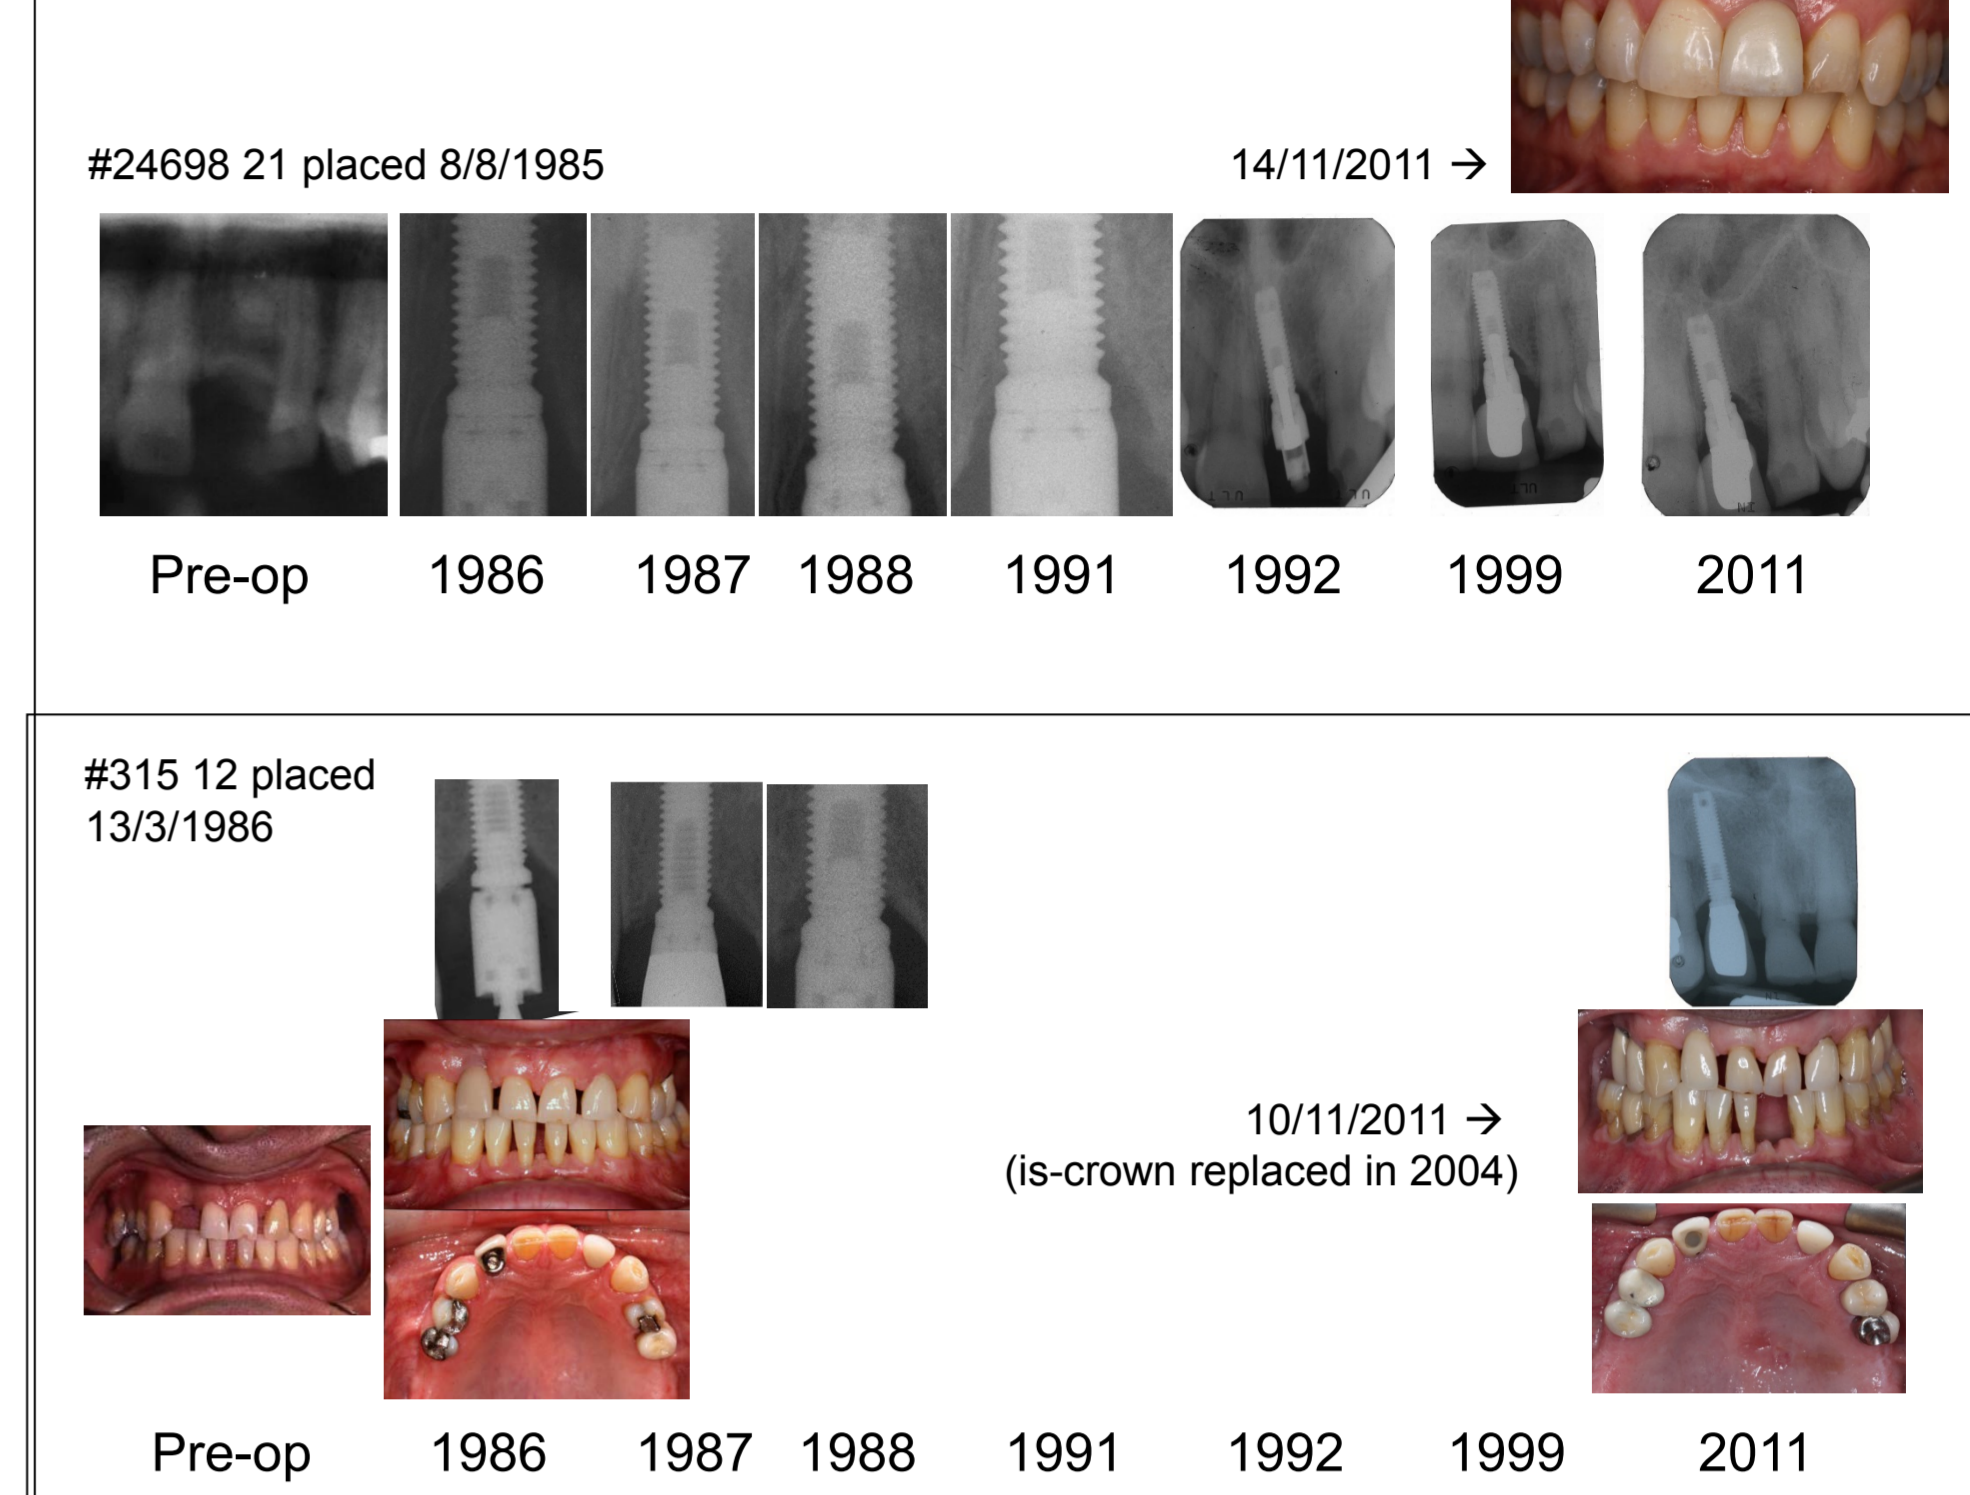 #24698 21 placed 8/8/1985
14/11/2011 →
Pre-op 1986 1987 1988 1991 1992 1999 2011
#315 12 placed
13/3/1986
10/11/2011 →
(is-crown replaced in 2004)
Pre-op 1986 1987 1988 1991 1992 1999 2011